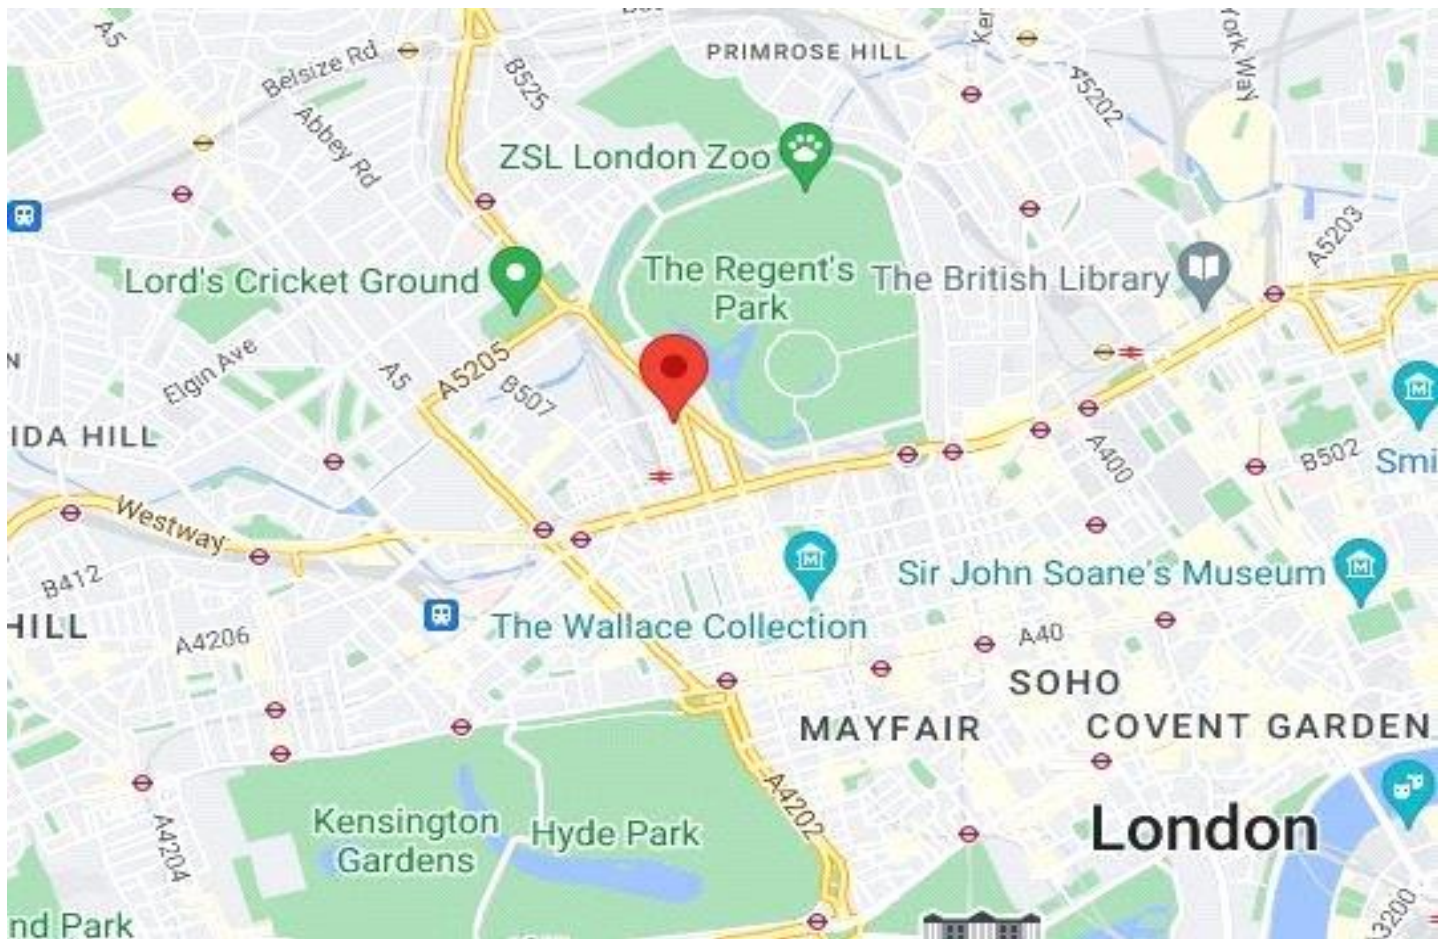 A5
Belsize Rd
B525
PRIMROSE HILL
York Way
A5202
Abbey Rd
ZSL London Zoo
A5203
The Regent's
Park
The British Library
Lord's Cricket Ground
Elgin Ave
A5
A5205
B507
IDA HILL
A400
B502
Smi
Westway
B412
Sir John Soane's Museum
HILL
A4206
The Wallace Collection
A40
SOHO
MAYFAIR
COVENT GARDEN
A4202
Kensington
Gardens
Hyde Park
London
A4204
nd Park
3200